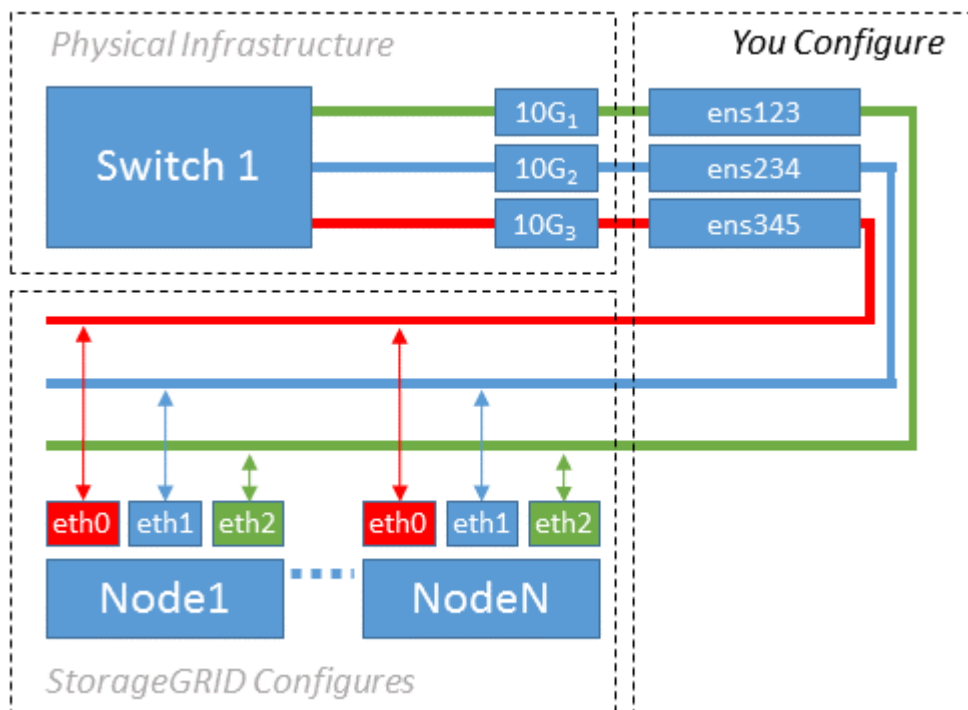 Physical Infrastructure
You Configure
Switch 1
10G₁
ens123
10G₂
ens234
10G₃
ens345
eth0
eth1
eth2
eth0
eth1
eth2
Node1
NodeN
StorageGRID Configures